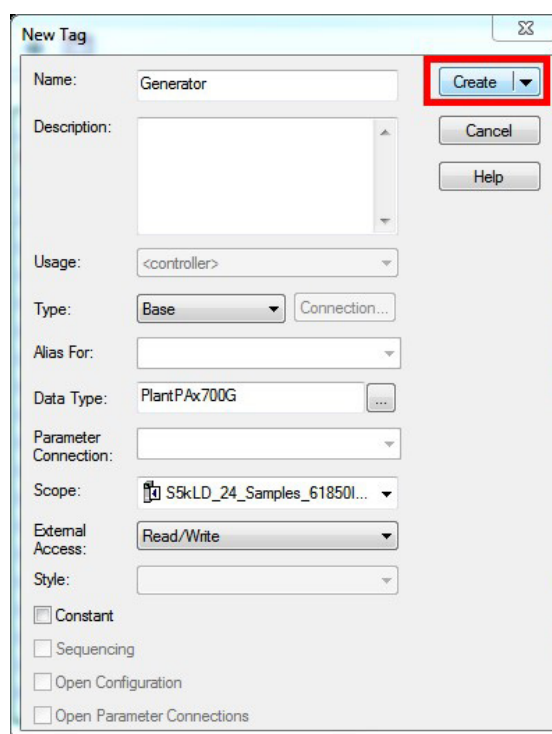 New Tag
Name: Generator Create
Description: Cancel
Help
Usage: <controller>
Type: Base Connection...
Alias For:
Data Type: PlantPAx700G ...
Parameter
Connection:
Scope: S5kLD_24_Samples_61850I...
External
Access: Read/Write
Style:
Constant
Sequencing
Open Configuration
Open Parameter Connections